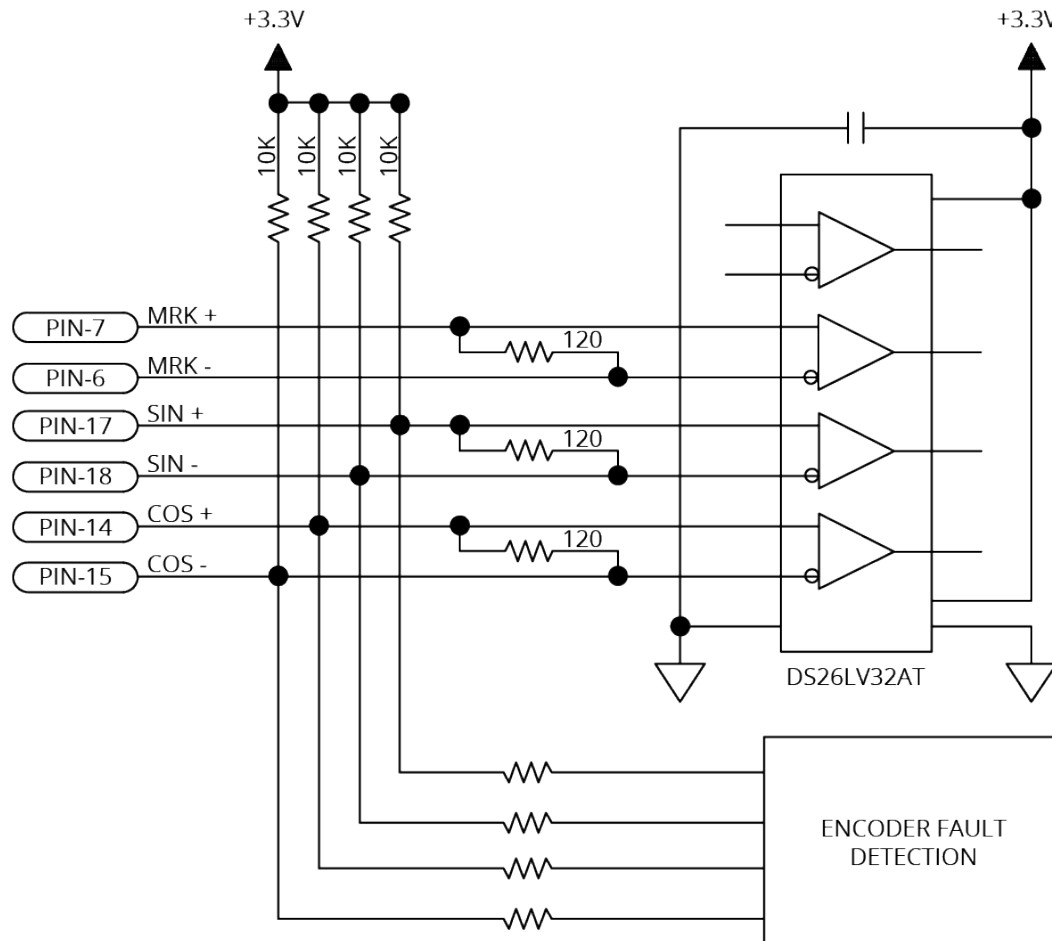 +3.3V
+3.3V
10K
10K
10K
10K
PIN-7
MRK +
120
PIN-6
MRK -
PIN-17
SIN +
120
PIN-18
SIN -
PIN-14
COS +
120
PIN-15
COS -
DS26LV32AT
ENCODER FAULT
DETECTION